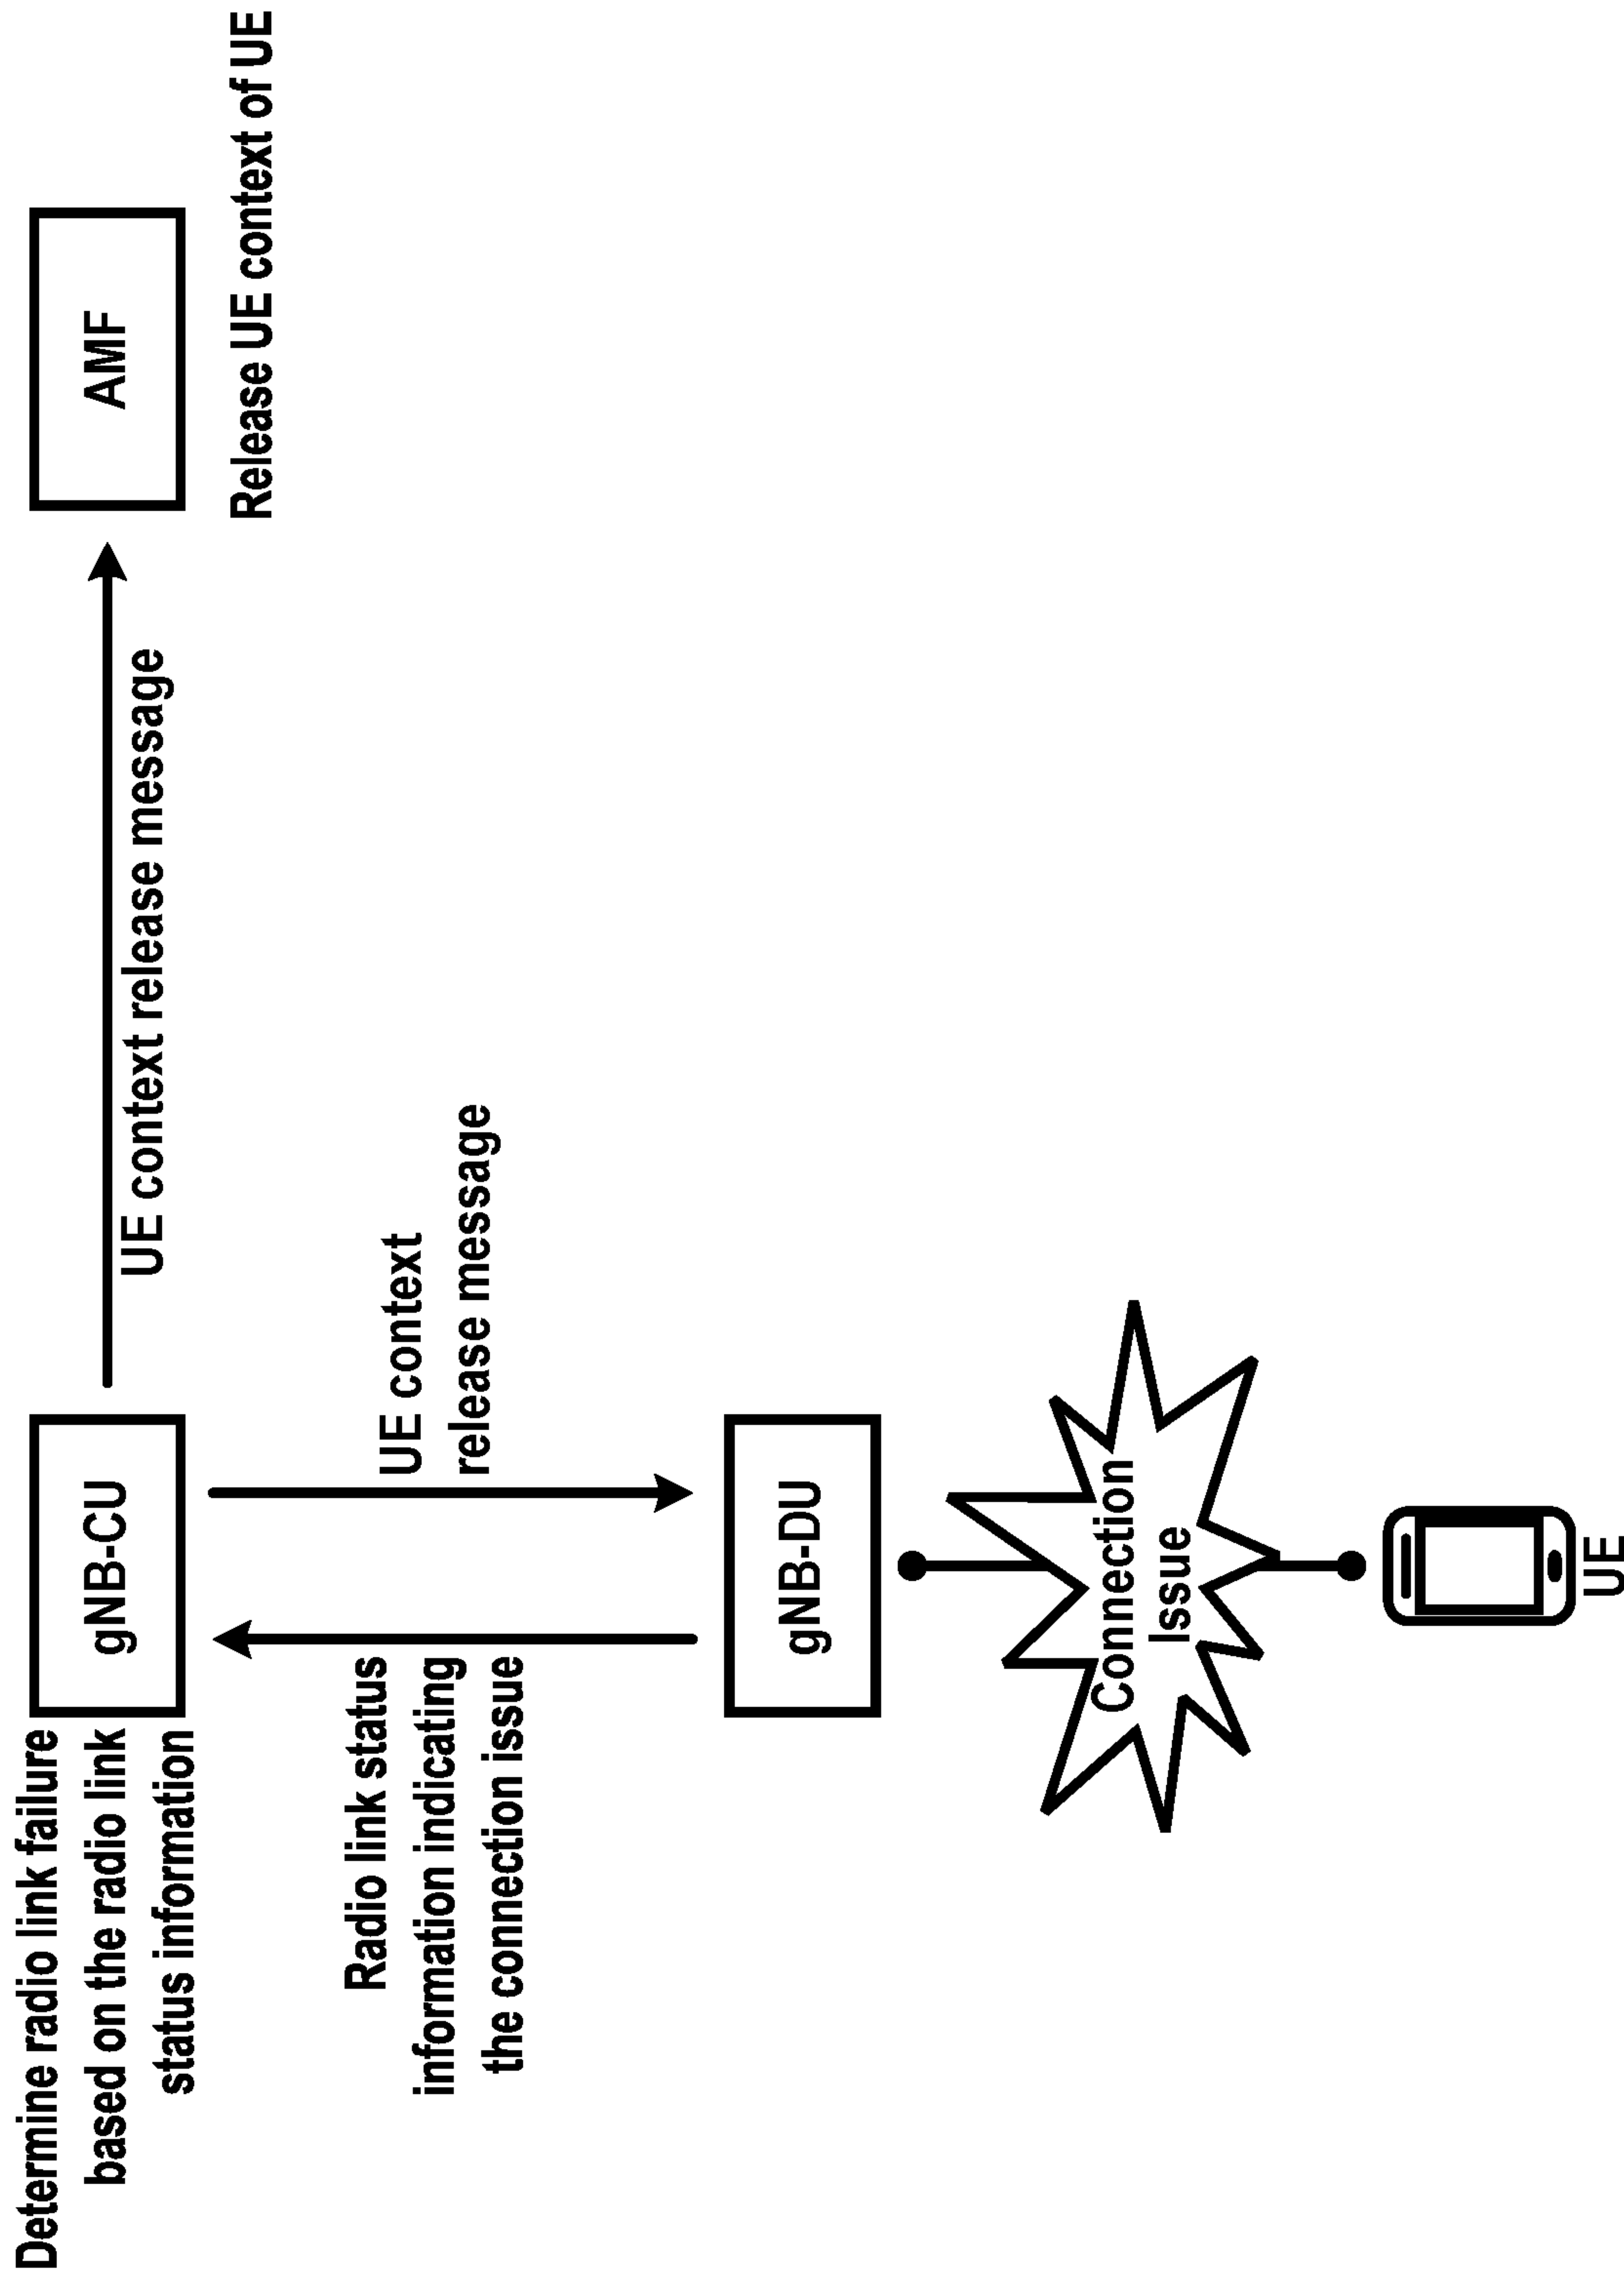 Determine radio link failure
based on the radio link
status information
gNB-CU
UE context release message
AMF
Release UE context of UE
Radio link status
information indicating
the connection issue
UE context
release message
gNB-DU
Connection
Issue
UE